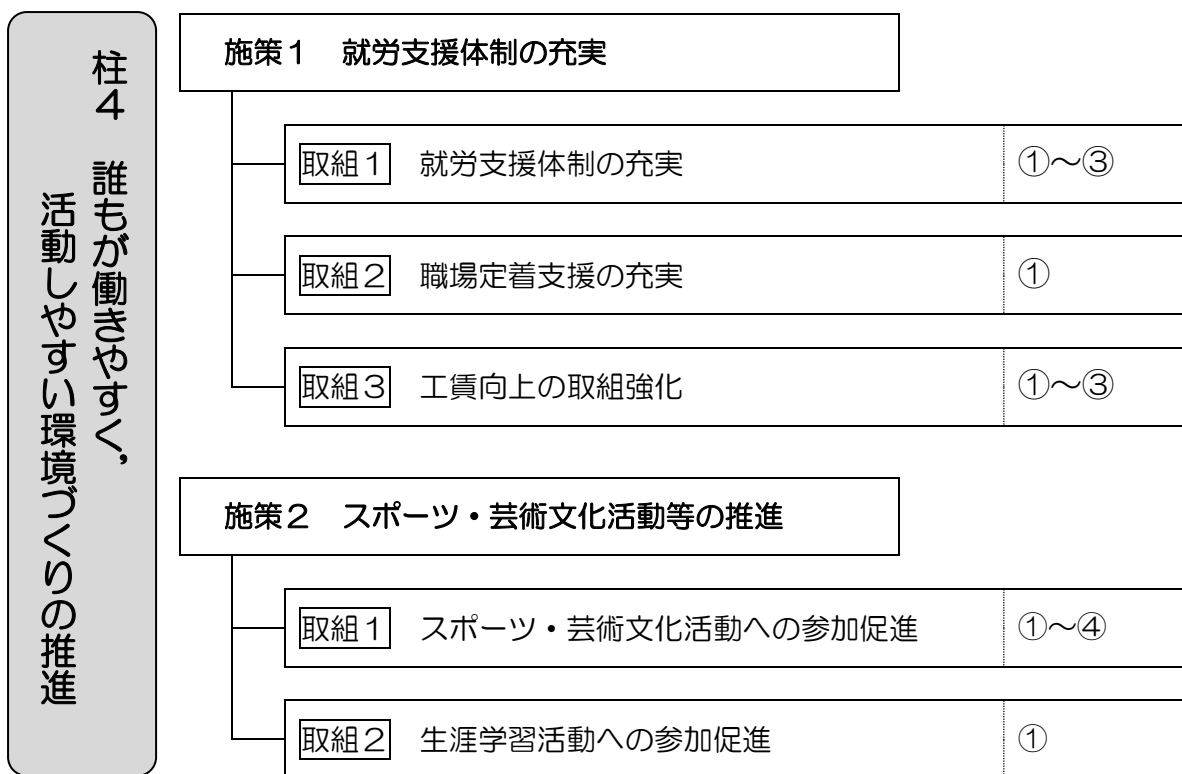 柱４　誰もが働きやすく，
活動しやすい環境づくりの推進
施策１　就労支援体制の充実
取組１　就労支援体制の充実　①～③
取組２　職場定着支援の充実　①
取組３　工賃向上の取組強化　①～③
施策２　スポーツ・芸術文化活動等の推進
取組１　スポーツ・芸術文化活動への参加促進　①～④
取組２　生涯学習活動への参加促進　①